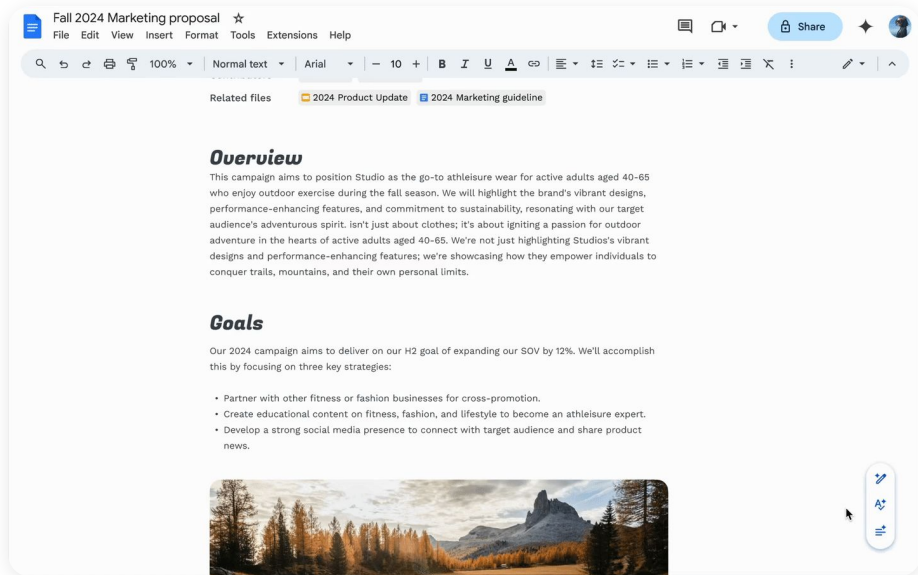 Fall 2024 Marketing proposal
File Edit View Insert Format Tools Extensions Help
Share
100% Normal text Arial — 10 + B I U A
Related files 2024 Product Update 2024 Marketing guideline
Overview
This campaign aims to position Studio as the go-to athleisure wear for active adults aged 40-65
who enjoy outdoor exercise during the fall season. We will highlight the brand's vibrant designs,
performance-enhancing features, and commitment to sustainability, resonating with our target
audience's adventurous spirit. isn't just about clothes; it's about igniting a passion for outdoor
adventure in the hearts of active adults aged 40-65. We're not just highlighting Studios's vibrant
designs and performance-enhancing features; we're showcasing how they empower individuals to
conquer trails, mountains, and their own personal limits.
Goals
Our 2024 campaign aims to deliver on our H2 goal of expanding our SOV by 12%. We'll accomplish
this by focusing on three key strategies:
• Partner with other fitness or fashion businesses for cross-promotion.
• Create educational content on fitness, fashion, and lifestyle to become an athleisure expert.
• Develop a strong social media presence to connect with target audience and share product
news.